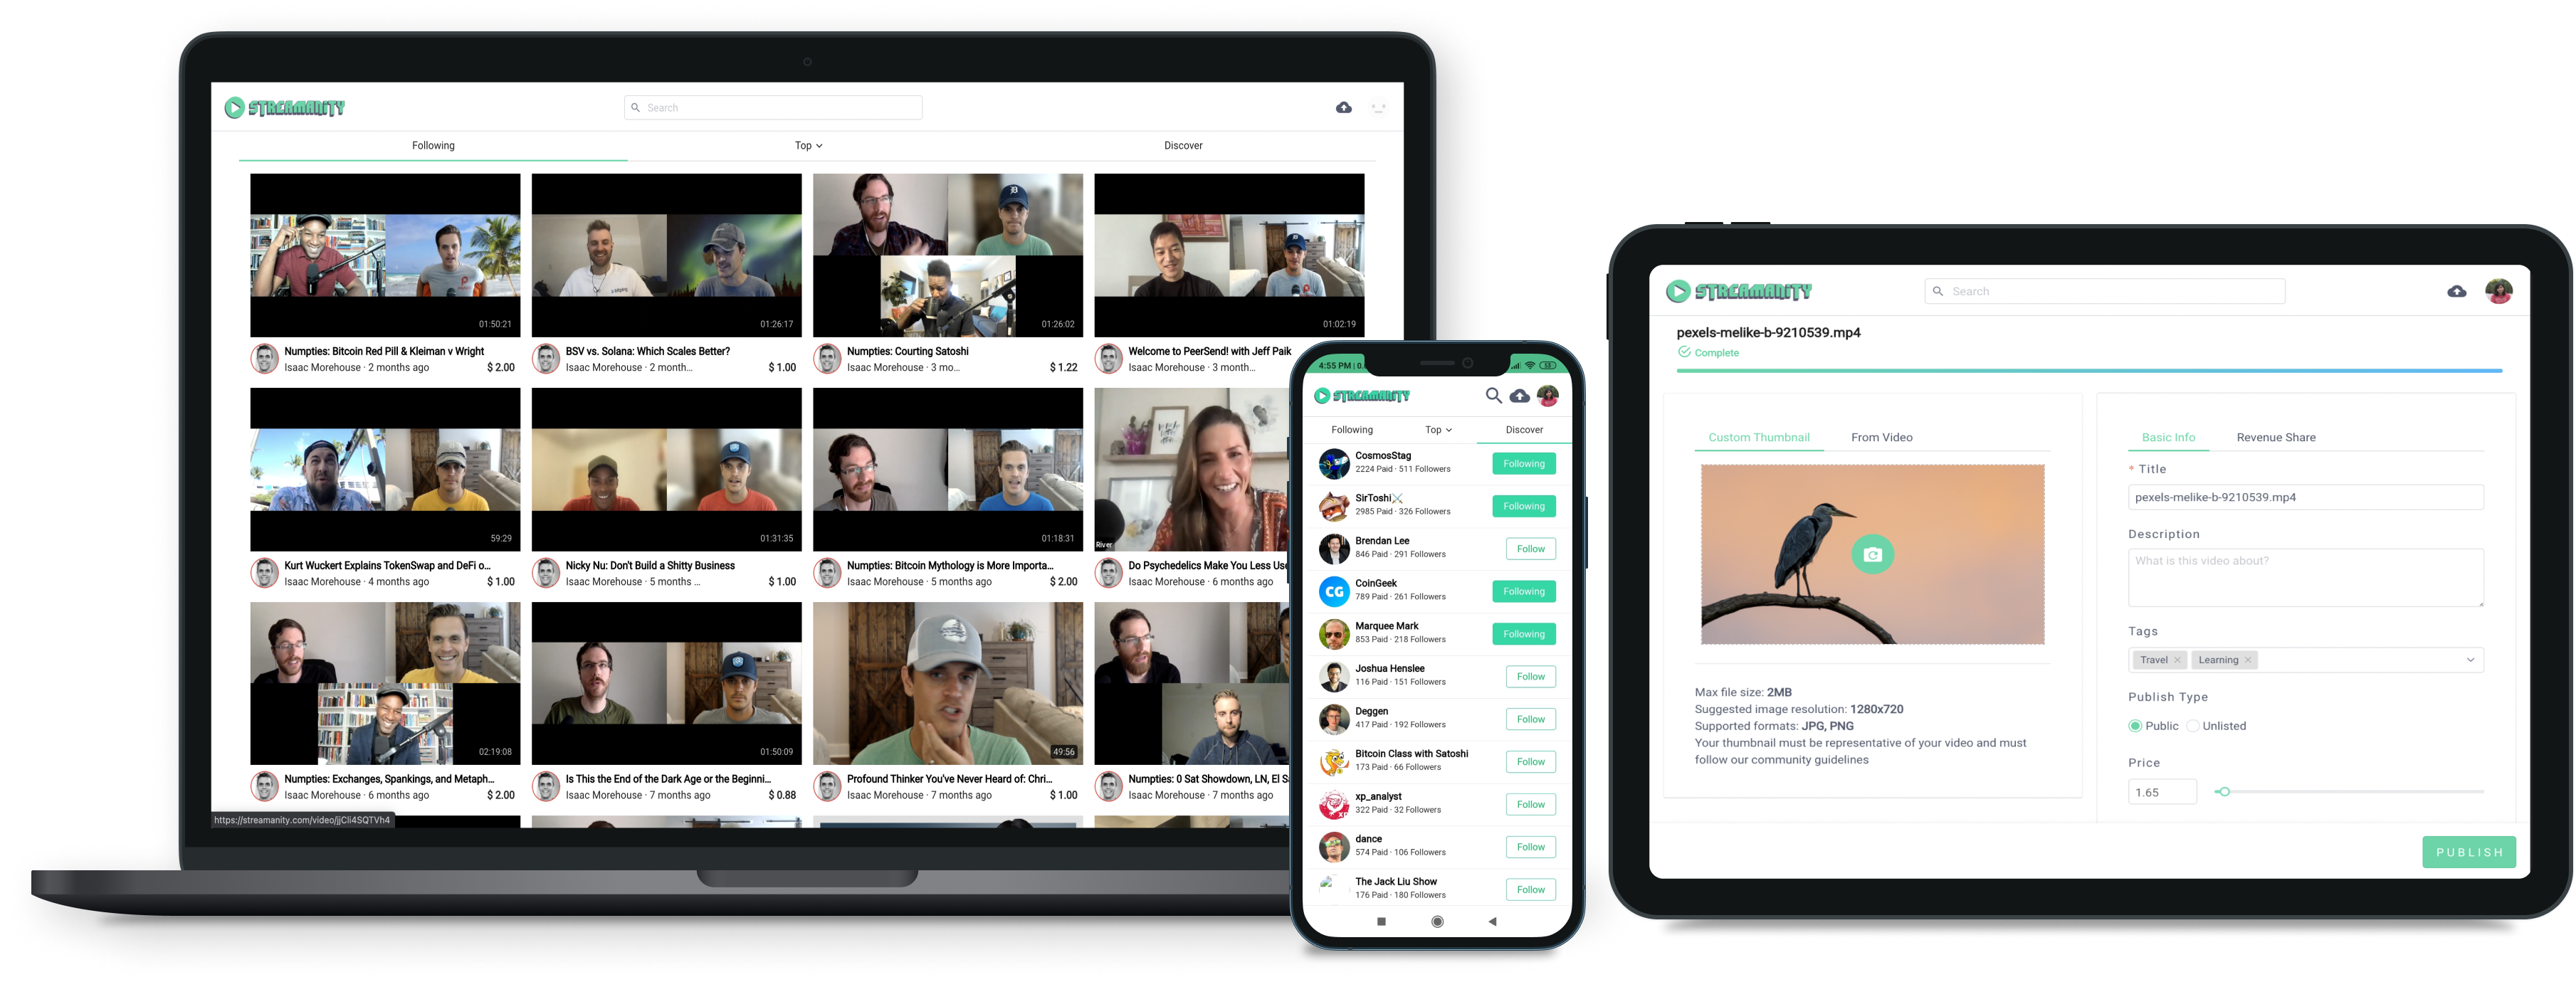 STREAMANITY
Search
Following
Top
Discover
01:50:21
01:26:17
01:26:02
01:02:19
Numpties: Bitcoin Red Pill & Kleiman v Wright
Isaac Morehouse · 2 months ago
$ 2.00
BSV vs. Solana: Which Scales Better?
Isaac Morehouse · 2 month...
$ 1.00
Numpties: Courting Satoshi
Isaac Morehouse · 3 mo...
$ 1.22
Welcome to PeerSend! with Jeff Paik
Isaac Morehouse · 3 month...
59:29
01:31:35
01:18:31
River
Kurt Wuckert Explains TokenSwap and DeFi o...
Isaac Morehouse · 4 months ago
$ 1.00
Nicky Nu: Don't Build a Shitty Business
Isaac Morehouse · 5 months ...
$ 1.00
Numpties: Bitcoin Mythology is More Importa...
Isaac Morehouse · 5 months ago
$ 2.00
Do Psychedelics Make You Less Use
Isaac Morehouse · 6 months ago
02:19:08
01:50:09
49:56
Numpties: Exchanges, Spankings, and Metaph...
Isaac Morehouse · 6 months ago
$ 2.00
Is This the End of the Dark Age or the Beginni...
Isaac Morehouse · 7 months ago
$ 0.88
Profound Thinker You've Never Heard of: Chri...
Isaac Morehouse · 7 months ago
$ 1.00
Numpties: 0 Sat Showdown, LN, El S
Isaac Morehouse · 7 months ago
https://streamanity.com/video/jjCli4SQTVh4
4:55 PM | 0.
53
STREAMANITY
Following
Top
Discover
CosmosStag
2224 Paid · 511 Followers
Following
SirToshi⚔
2985 Paid · 326 Followers
Following
Brendan Lee
846 Paid · 291 Followers
Follow
CG
CoinGeek
789 Paid · 261 Followers
Following
Marquee Mark
853 Paid · 218 Followers
Following
Joshua Henslee
116 Paid · 151 Followers
Follow
Deggen
417 Paid · 192 Followers
Follow
Bitcoin Class with Satoshi
173 Paid · 66 Followers
Follow
xp_analyst
322 Paid · 32 Followers
Follow
dance
574 Paid · 106 Followers
Follow
The Jack Liu Show
176 Paid · 180 Followers
Follow
STREAMANITY
Search
pexels-melike-b-9210539.mp4
Complete
Custom Thumbnail
From Video
Max file size: 2MB
Suggested image resolution: 1280x720
Supported formats: JPG, PNG
Your thumbnail must be representative of your video and must
follow our community guidelines
Basic Info
Revenue Share
* Title
pexels-melike-b-9210539.mp4
Description
What is this video about?
Tags
Travel ×
Learning ×
Publish Type
Public
Unlisted
Price
1.65
PUBLISH